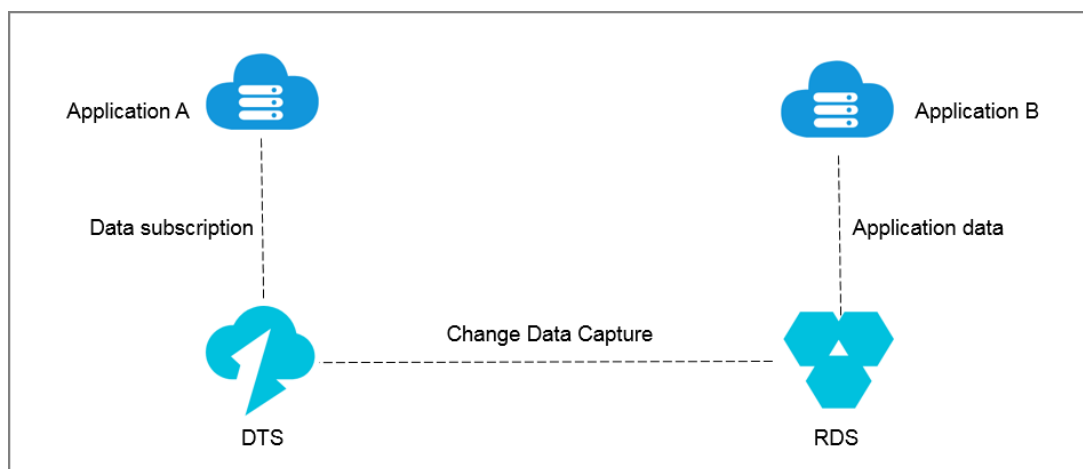 Application A
Application B
Data subscription
Application data
Change Data Capture
DTS
RDS